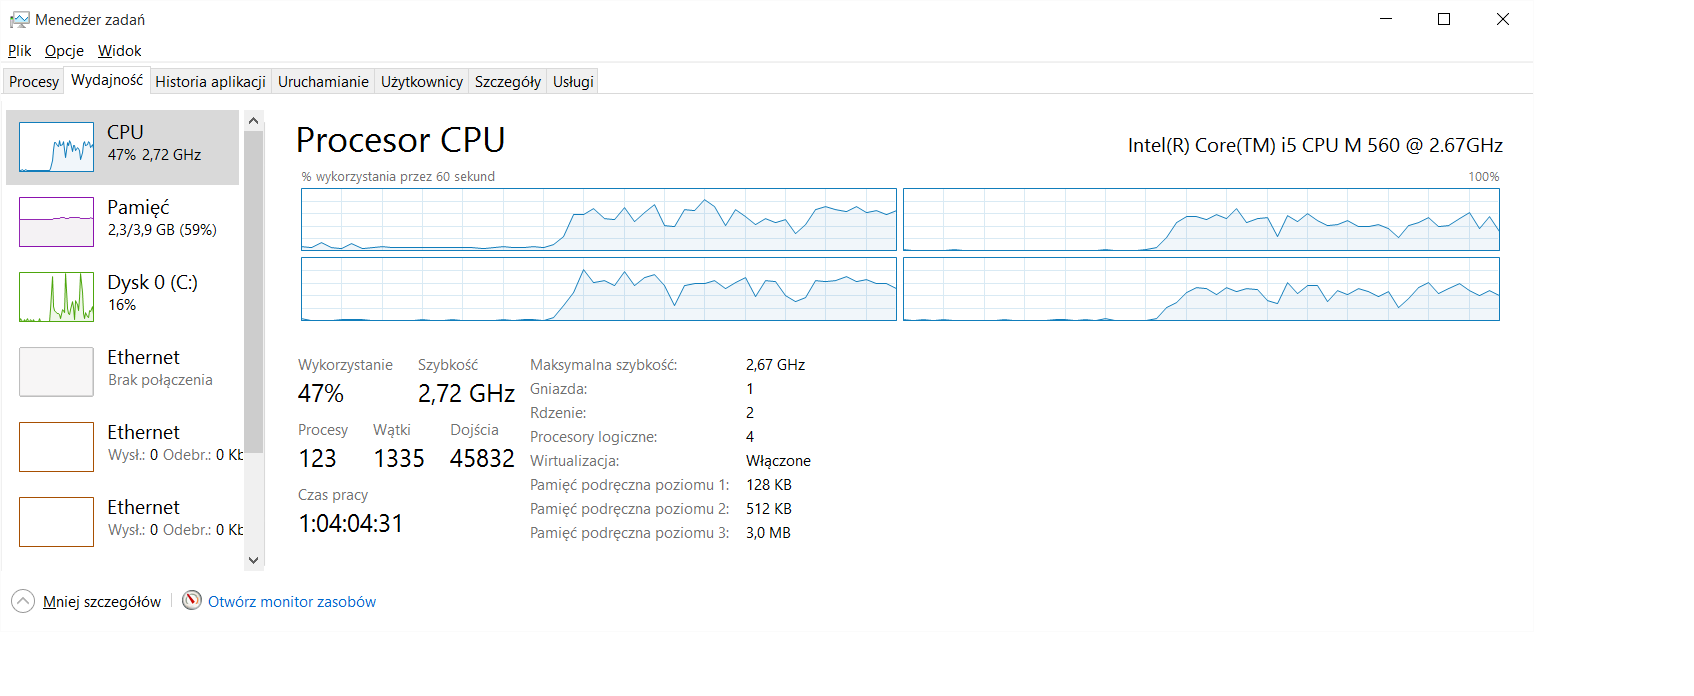 Menedżer zadań
Plik Opcje Widok
Procesy Wydajność Historia aplikacji Uruchamianie Użytkownicy Szczegóły Usługi
CPU
47% 2,72 GHz
Pamięć
2,3/3,9 GB (59%)
Dysk 0 (C:)
16%
Ethernet
Brak połączenia
Ethernet
Wysł.: 0 Odebr.: 0 Kb
Ethernet
Wysł.: 0 Odebr.: 0 Kb
Procesor CPU
Intel(R) Core(TM) i5 CPU M 560 @ 2.67GHz
% wykorzystania przez 60 sekund 100%
Wykorzystanie Szybkość
47% 2,72 GHz
Procesy Wątki Dojścia
123 1335 45832
Czas pracy
1:04:04:31
Maksymalna szybkość: 2,67 GHz
Gniazda: 1
Rdzenie: 2
Procesory logiczne: 4
Wirtualizacja: Włączone
Pamięć podręczna poziomu 1: 128 KB
Pamięć podręczna poziomu 2: 512 KB
Pamięć podręczna poziomu 3: 3,0 MB
Mniej szczegółów Otwórz monitor zasobów